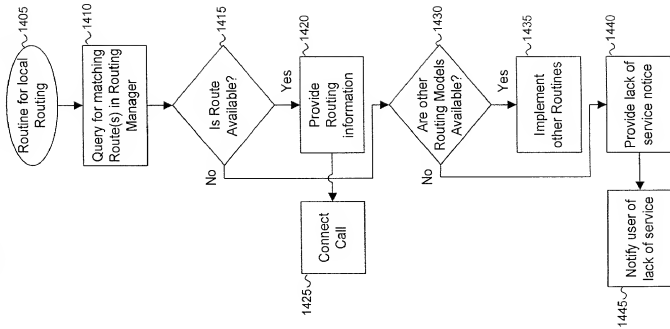 1405
Routine for local
Routing
1410
Query for matching
Route(s) in Routing
Manager
1415
Is Route
Available?
Yes
No
1420
Provide
Routing
information
1425
Connect
Call
1430
Are other
Routing Models
Available?
Yes
No
1435
Implement
other Routines
1440
Provide lack of
service notice
1445
Notify user of
lack of service